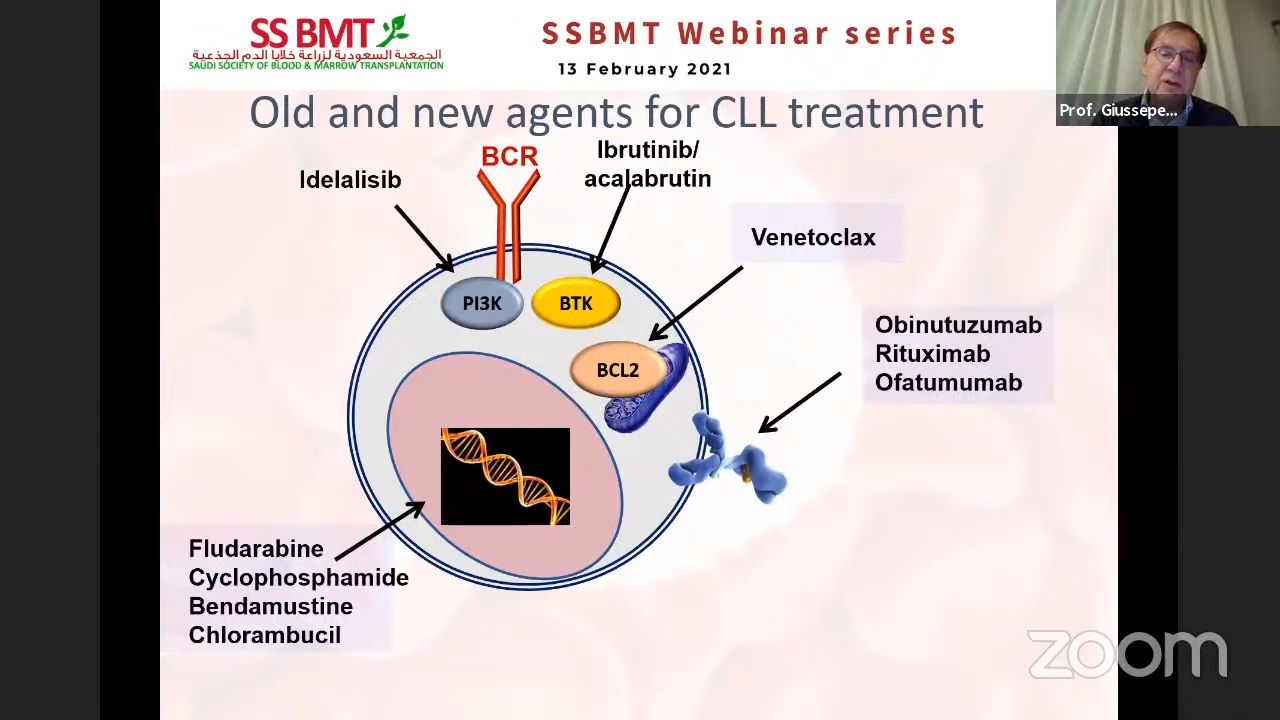 SS BMT
الجمعية السعودية لزراعة خلايا الدم الجذعية
SAUDI SOCIETY OF BLOOD & MARROW TRANSPLANTATION
SSBMT Webinar series
13 February 2021
Prof. Giussepe...
Old and new agents for CLL treatment
BCR
Ibrutinib/
acalabrutin
Idelalisib
Venetoclax
PI3K
BTK
BCL2
Obinutuzumab
Rituximab
Ofatumumab
Fludarabine
Cyclophosphamide
Bendamustine
Chlorambucil
zoom